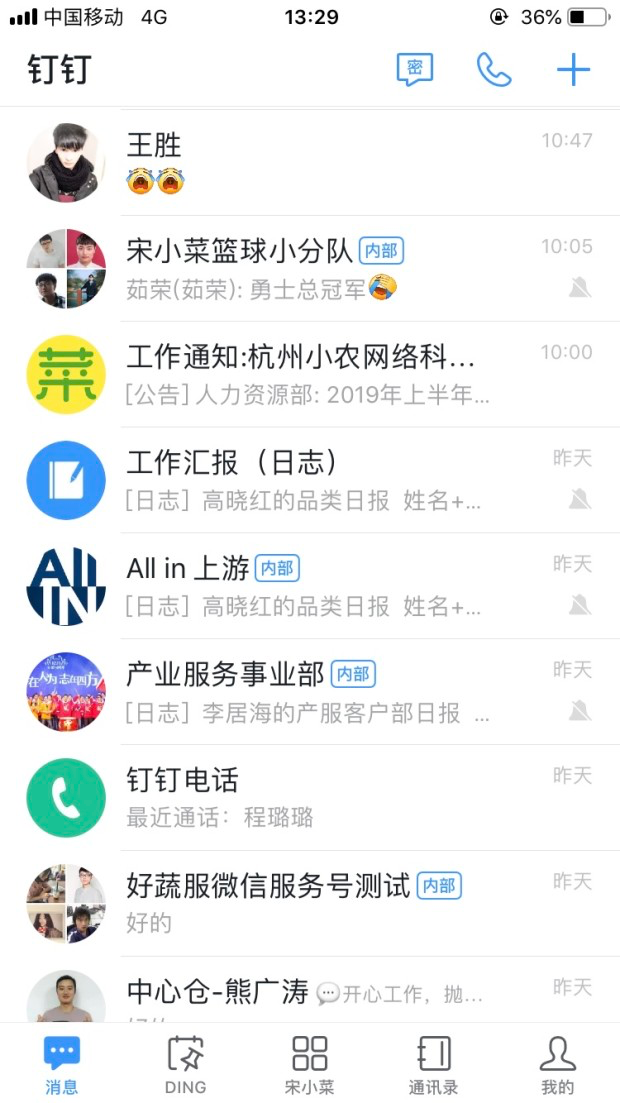 中国移动 4G 13:29 36%
钉钉 密
王胜 10:47
宋小菜篮球小分队 内部 10:05
茹荣(茹荣): 勇士总冠军
菜
工作通知:杭州小农网络科... 10:00
[公告]人力资源部: 2019年上半年...
工作汇报（日志） 昨天
[日志] 高晓红的品类日报 姓名+...
All IN
All in 上游 内部 昨天
[日志] 高晓红的品类日报 姓名+...
产业服务事业部 内部 昨天
在人为 志在四方
[日志] 李居海的产服客户部日报 ...
钉钉电话 昨天
最近通话：程璐璐
好蔬服微信服务号测试 内部 昨天
好的
中心仓-熊广涛 开心工作，抛... 昨天
消息 DING 宋小菜 通讯录 我的